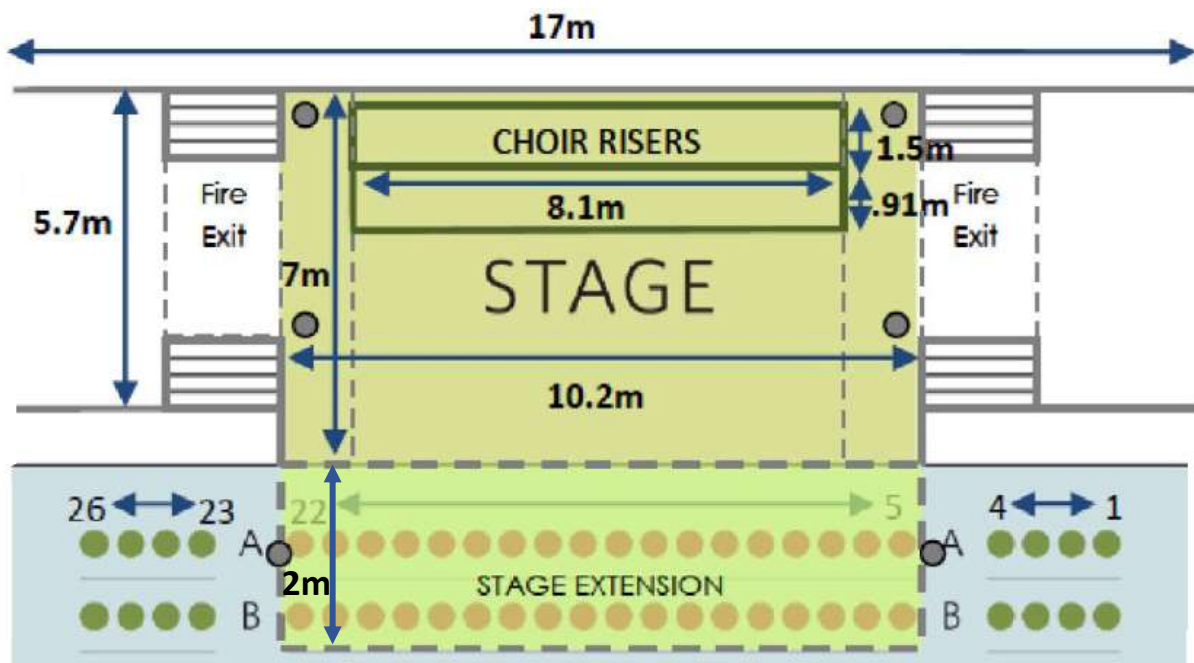 17m
CHOIR RISERS
1.5m
Fire
Exit
8.1m
.91m
Fire
Exit
5.7m
7m
STAGE
10.2m
26
23
22
5
4
1
A
A
2m
STAGE EXTENSION
B
B